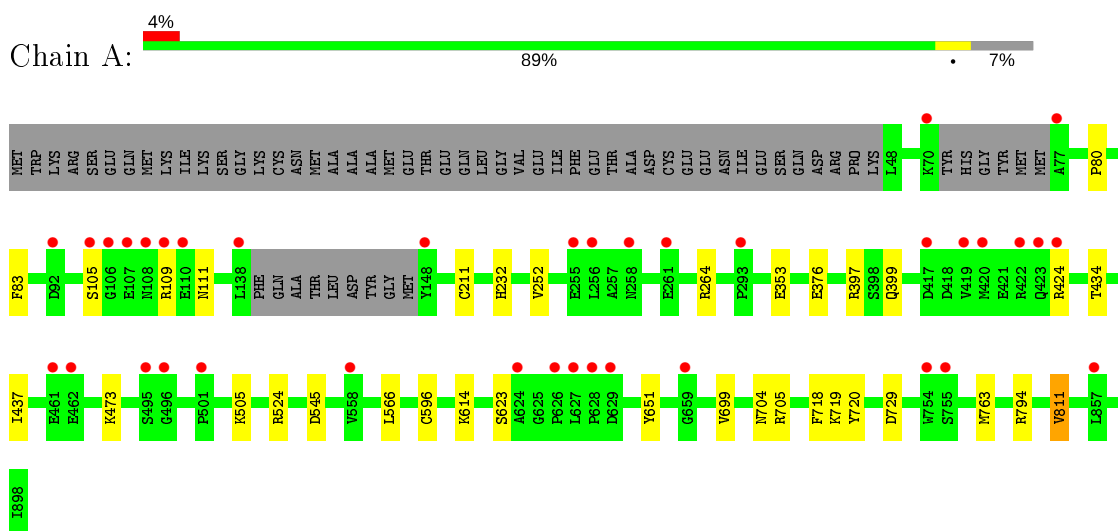 4%
Chain A:
89% • 7%
MET TRP LYS ARG SER GLU GLN MET LYS ILE LYS SER GLY LYS CYS ASN MET ALA ALA ALA MET GLU THR GLU GLN LEU GLY VAL GLU ILE PHE GLU THR ALA ASP CYS GLU GLU ASN ILE GLU SER GLN ASP ARG PRO LYS L48 K70 TYR HIS GLY TYR MET MET A77 P80
F83 D92 S105 G106 E107 N108 R109 E110 N111 L138 PHE GLN ALA THR LEU ASP TYR GLY MET Y148 C211 H232 V252 E255 L256 A257 N258 E261 R264 P293 E353 E376 R397 S398 Q399 D417 D418 V419 M420 E421 R422 Q423 R424 T434
I437 E461 E462 K473 S495 G496 P501 K505 R524 D545 V558 L566 C596 K614 S623 A624 G625 P626 L627 P628 D629 Y651 G659 V699 N704 R705 F718 K719 Y720 D729 W754 S755 M763 R794 V811 L857
I898